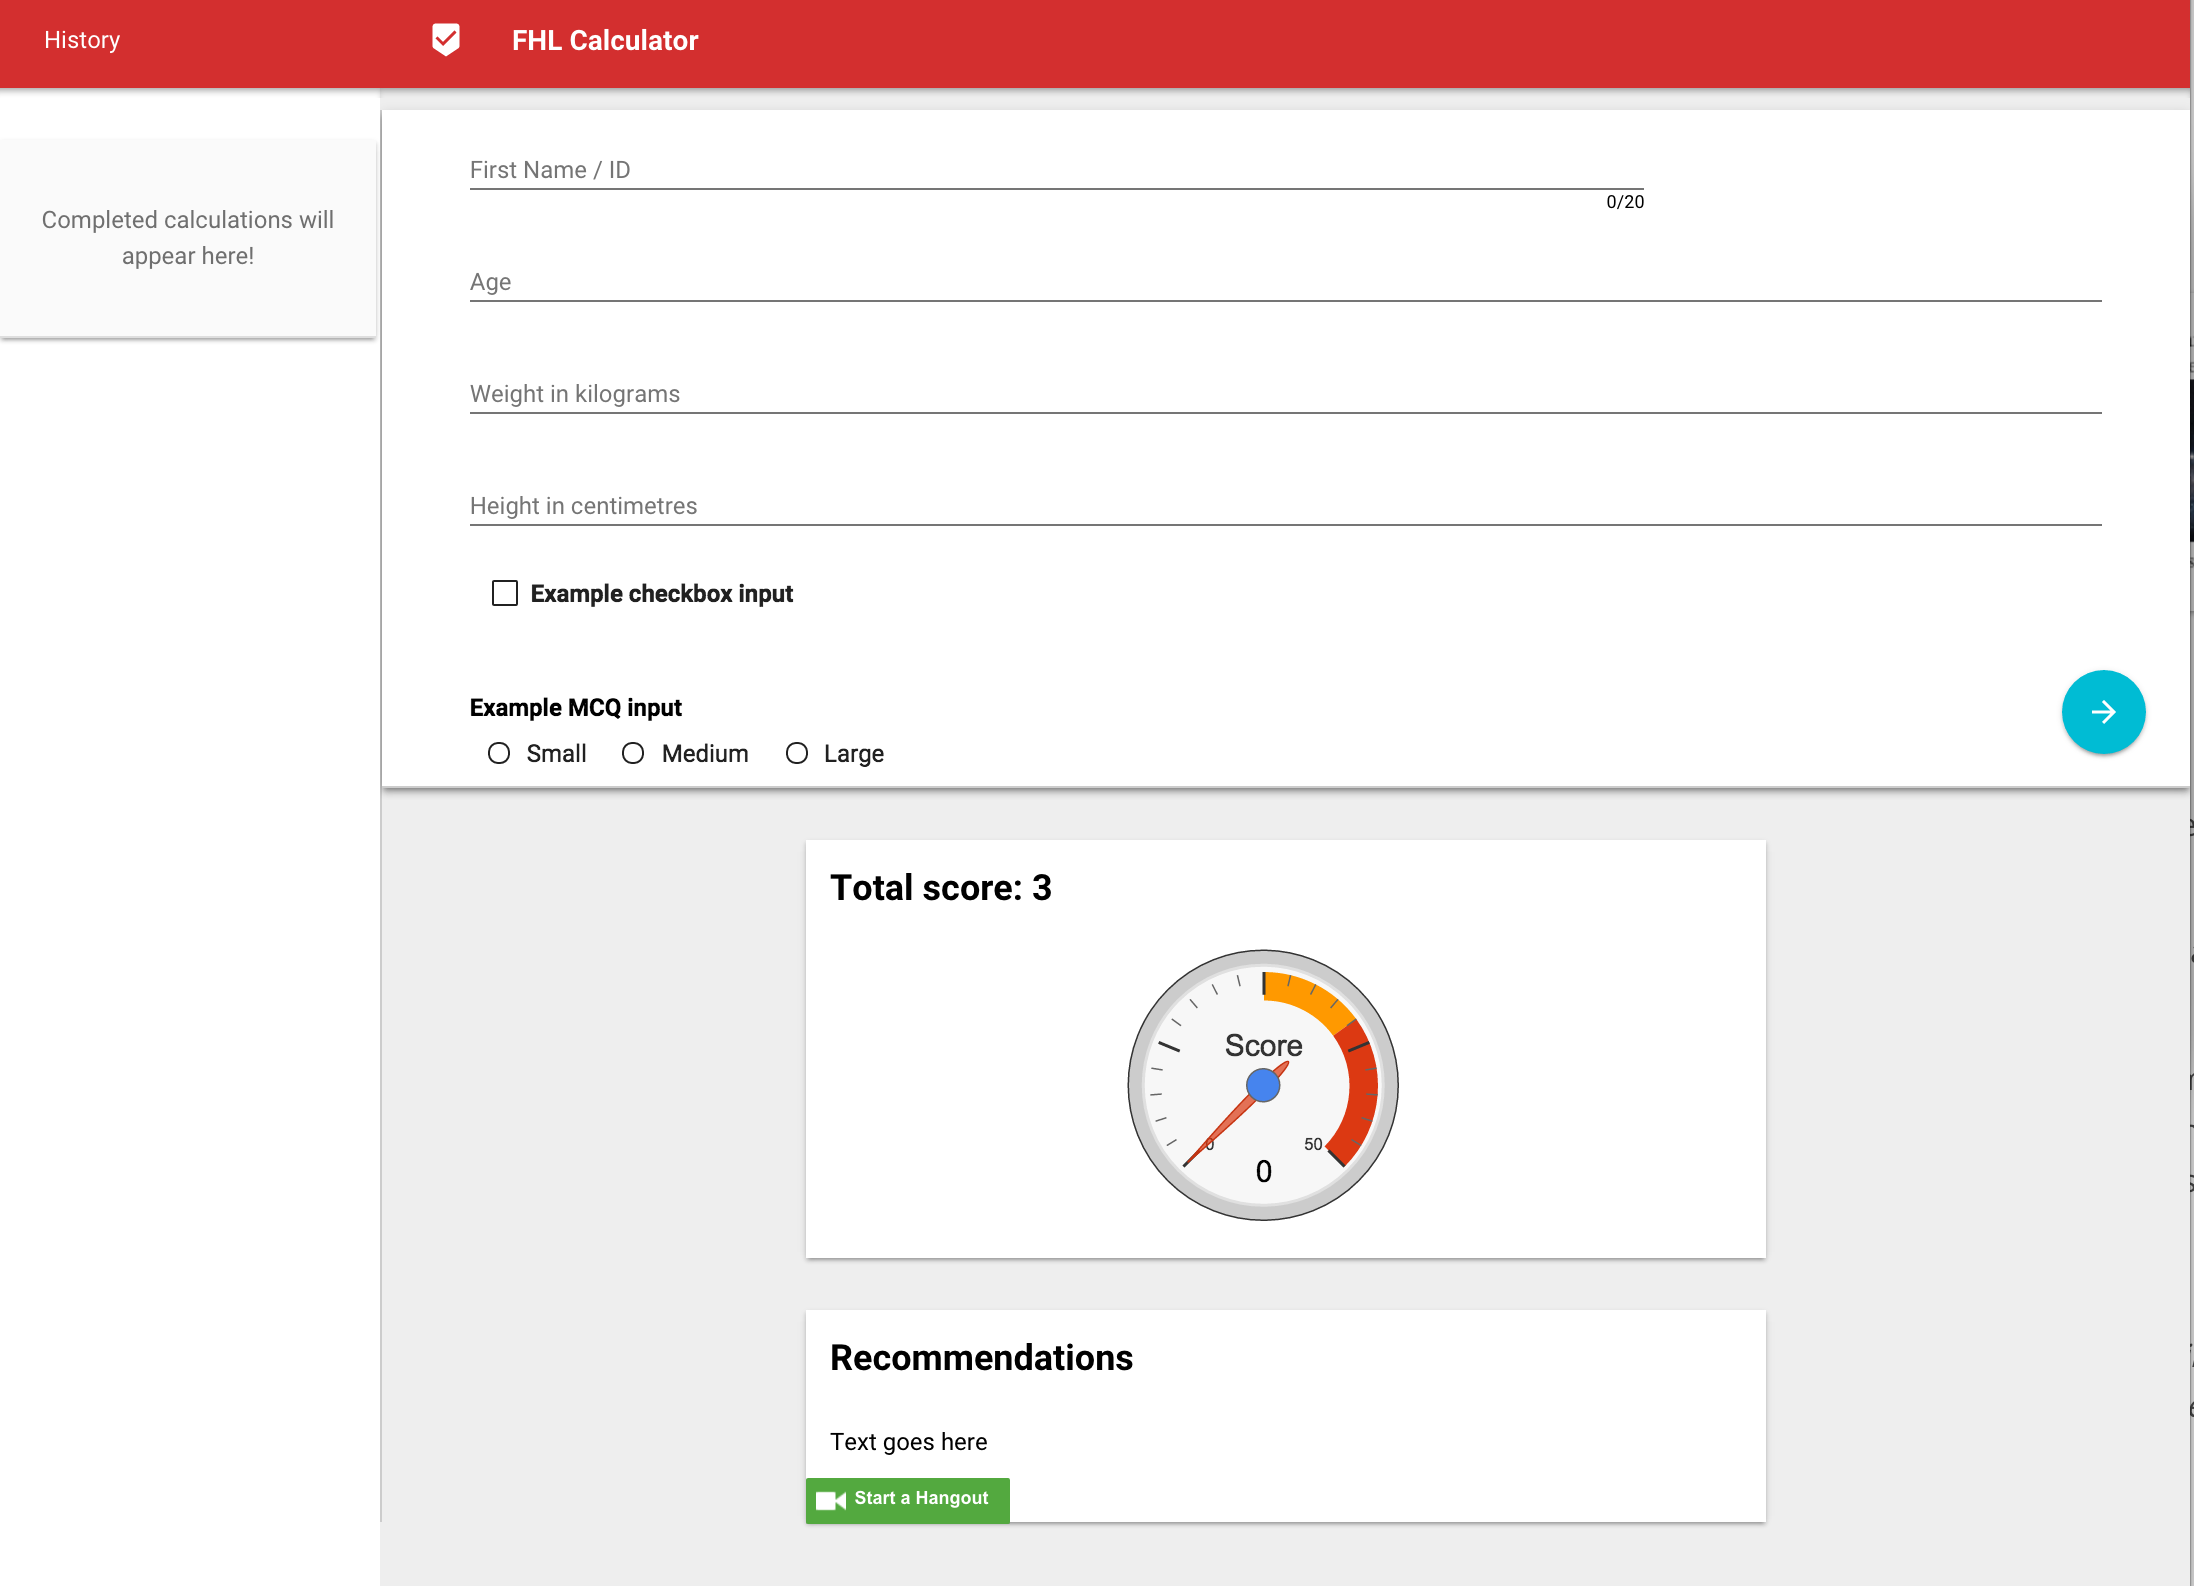 History
FHL Calculator
Completed calculations will
appear here!
First Name / ID
0/20
Age
Weight in kilograms
Height in centimetres
Example checkbox input
Example MCQ input
Small Medium Large
Total score: 3
Score
0 50
0
Recommendations
Text goes here
Start a Hangout